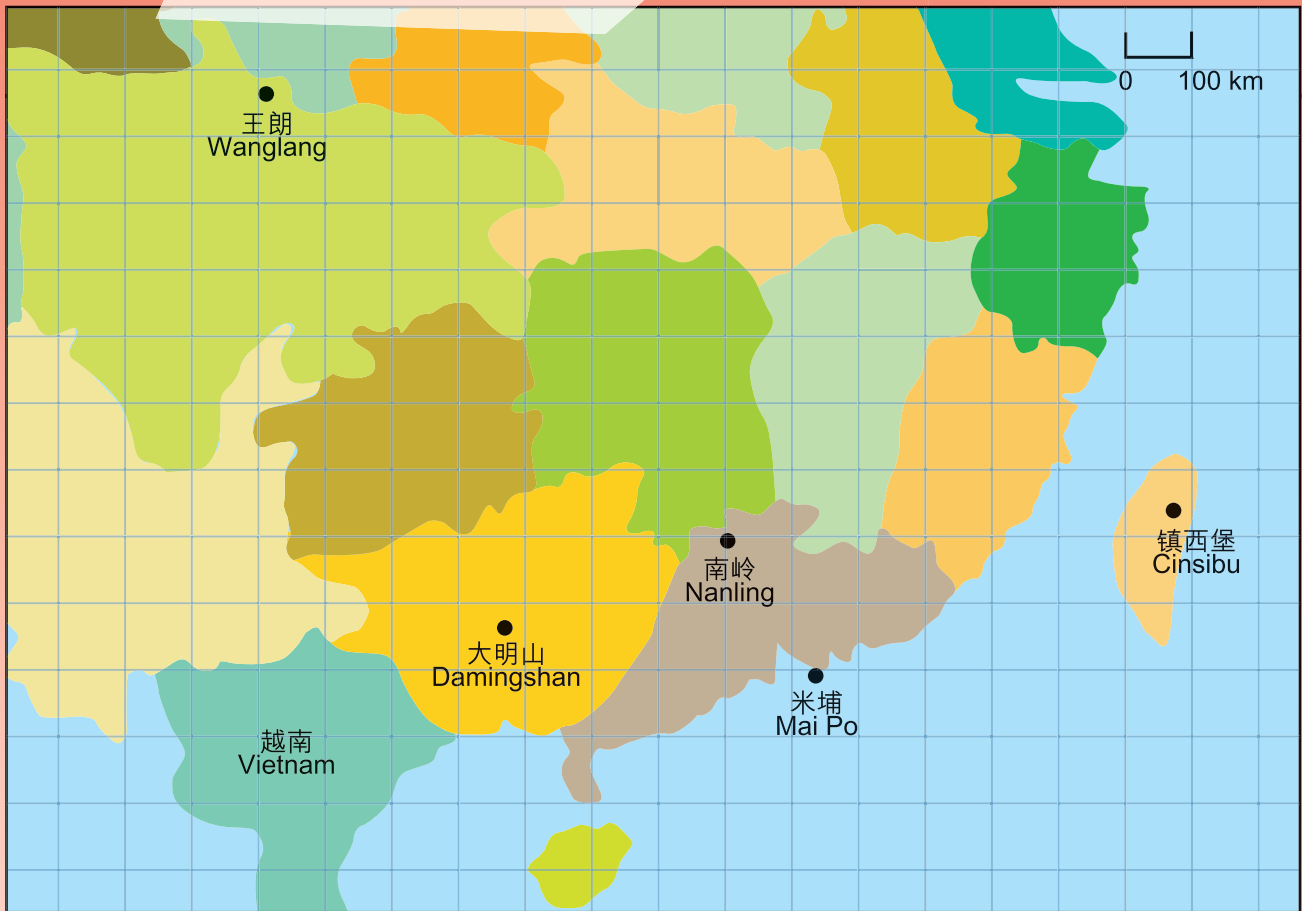 0 100 km
王朗
Wanglang
镇西堡
Cinsibu
南岭
Nanling
大明山
Damingshan
米埔
Mai Po
越南
Vietnam